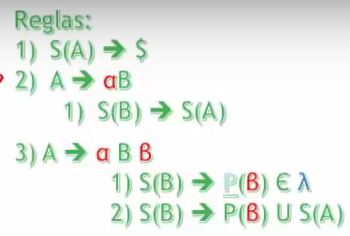 Reglas:
1) S(A) ➔ $
2) A ➔ αB
1) S(B) ➔ S(A)
3) A ➔ α B β
1) S(B) ➔ P(β) Є λ
2) S(B) ➔ P(β) U S(A)